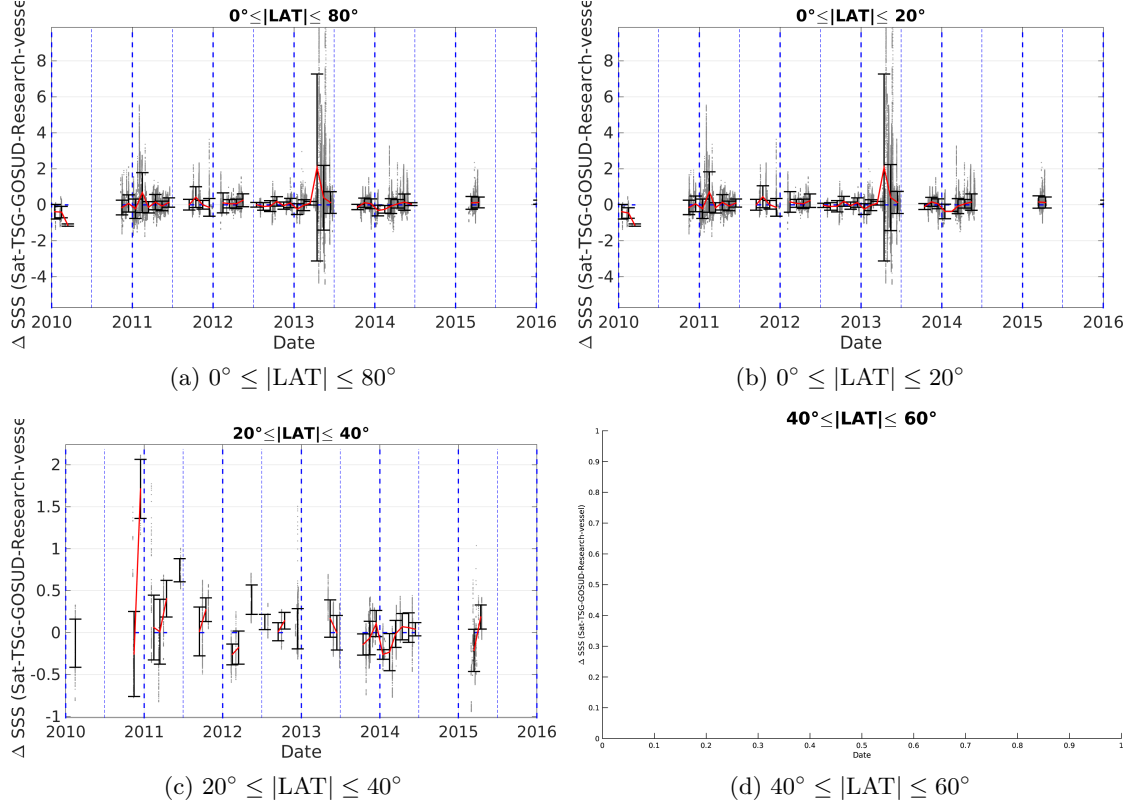 0°≤|LAT|≤ 80°
Δ SSS (Sat-TSG-GOSUD-Research-vesse
8
6
4
2
0
-2
-4
2010 2011 2012 2013 2014 2015 2016
Date
(a) 0° ≤ |LAT| ≤ 80°
0°≤|LAT|≤ 20°
Δ SSS (Sat-TSG-GOSUD-Research-vesse
8
6
4
2
0
-2
-4
2010 2011 2012 2013 2014 2015 2016
Date
(b) 0° ≤ |LAT| ≤ 20°
20°≤|LAT|≤ 40°
Δ SSS (Sat-TSG-GOSUD-Research-vesse
2
1.5
1
0.5
0
-0.5
-1
2010 2011 2012 2013 2014 2015 2016
Date
(c) 20° ≤ |LAT| ≤ 40°
40°≤|LAT|≤ 60°
Δ SSS (Sat-TSG-GOSUD-Research-vessel)
1
0.9
0.8
0.7
0.6
0.5
0.4
0.3
0.2
0.1
0
0 0.1 0.2 0.3 0.4 0.5 0.6 0.7 0.8 0.9 1
Date
(d) 40° ≤ |LAT| ≤ 60°